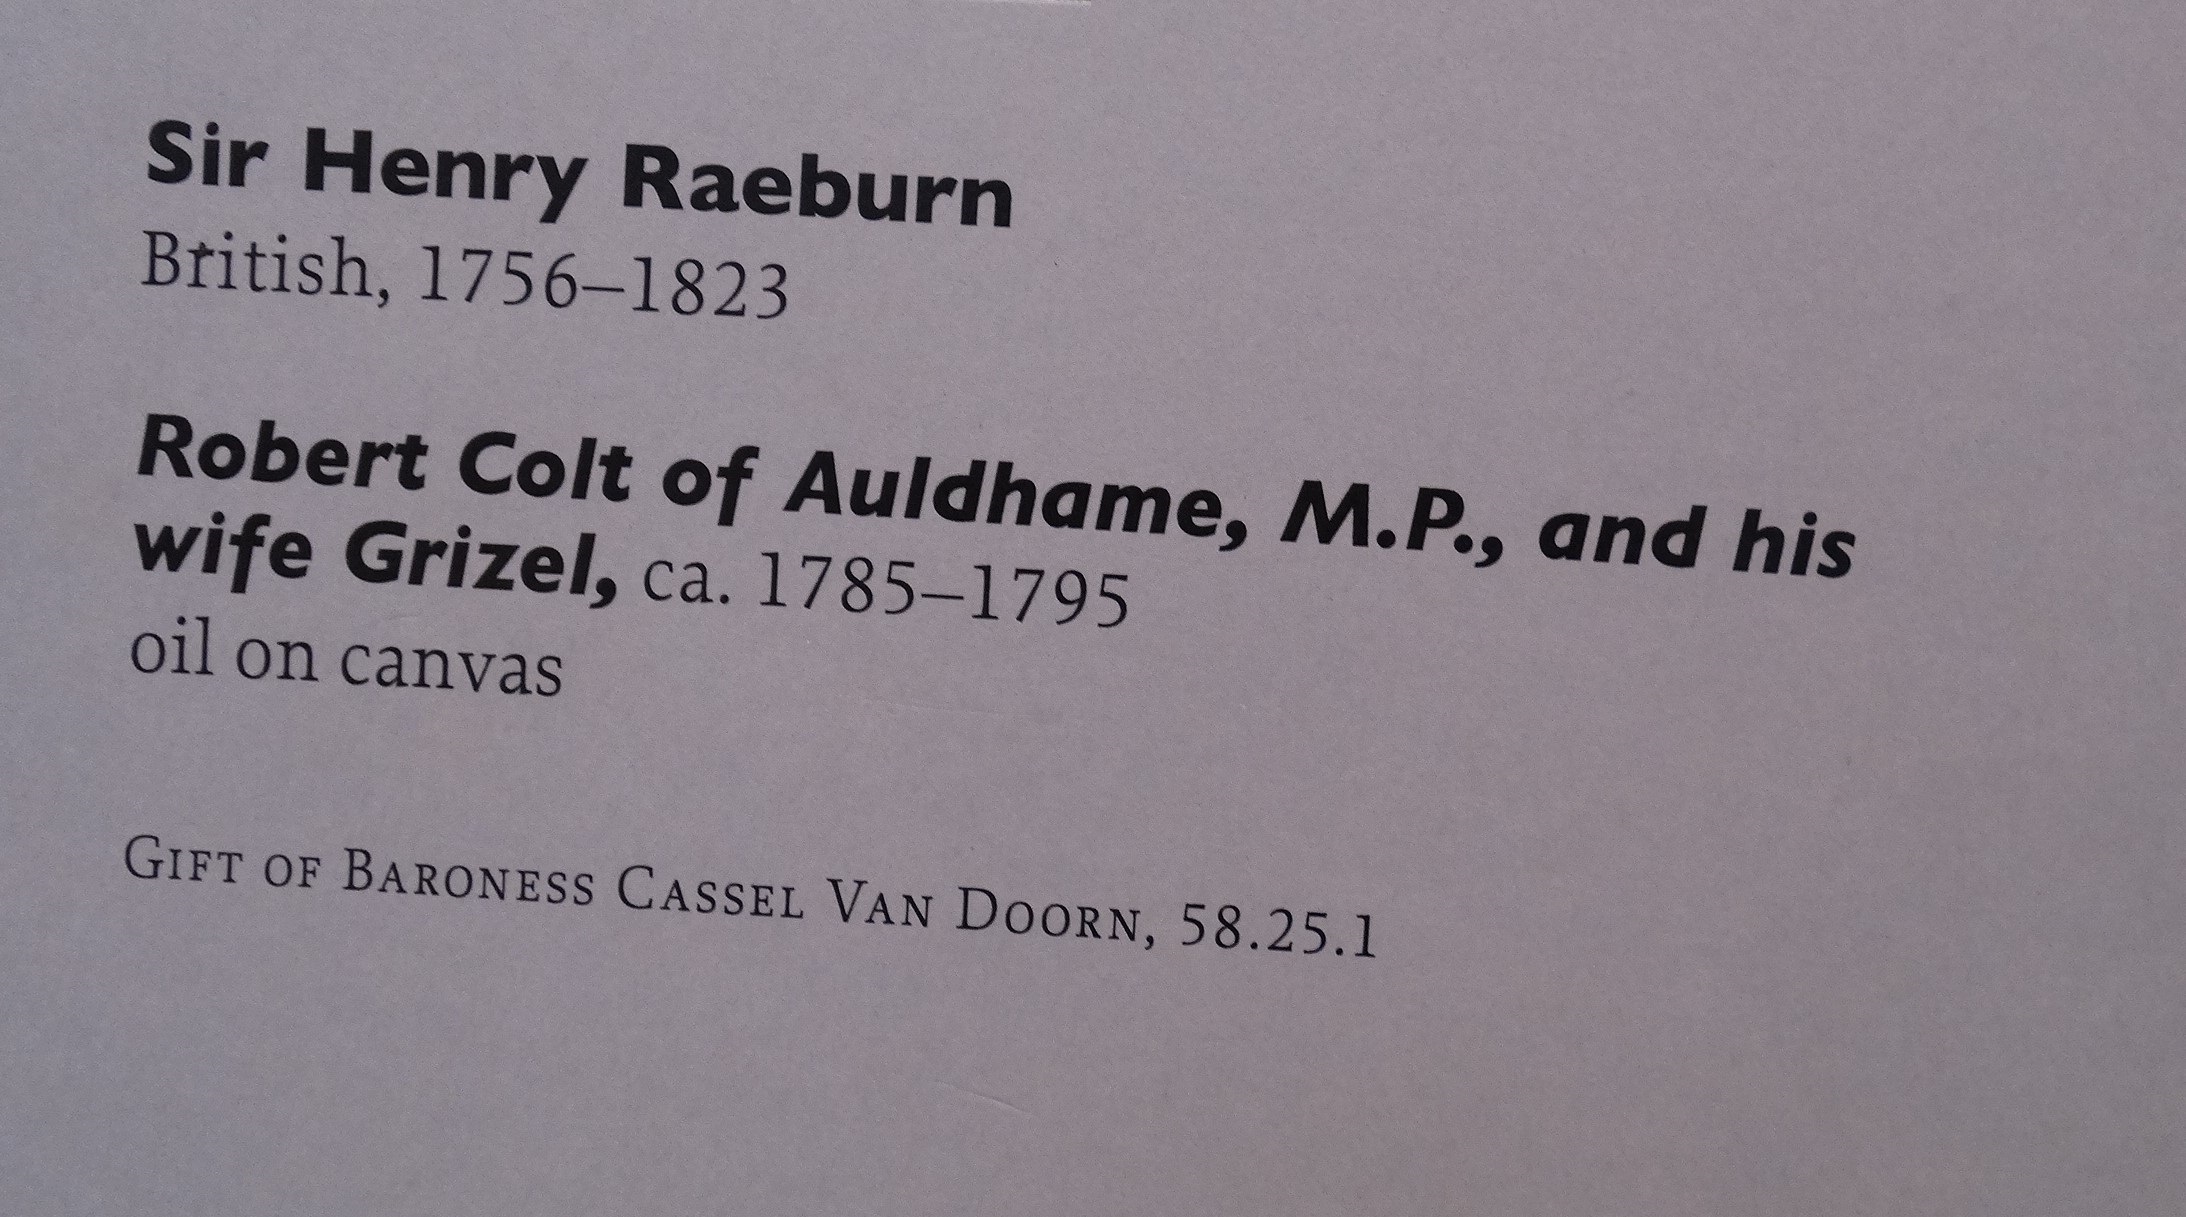 Sir Henry Raeburn
British, 1756–1823
Robert Colt of Auldhame, M.P., and his
wife Grizel, ca. 1785–1795
oil on canvas
Gift of Baroness Cassel Van Doorn, 58.25.1